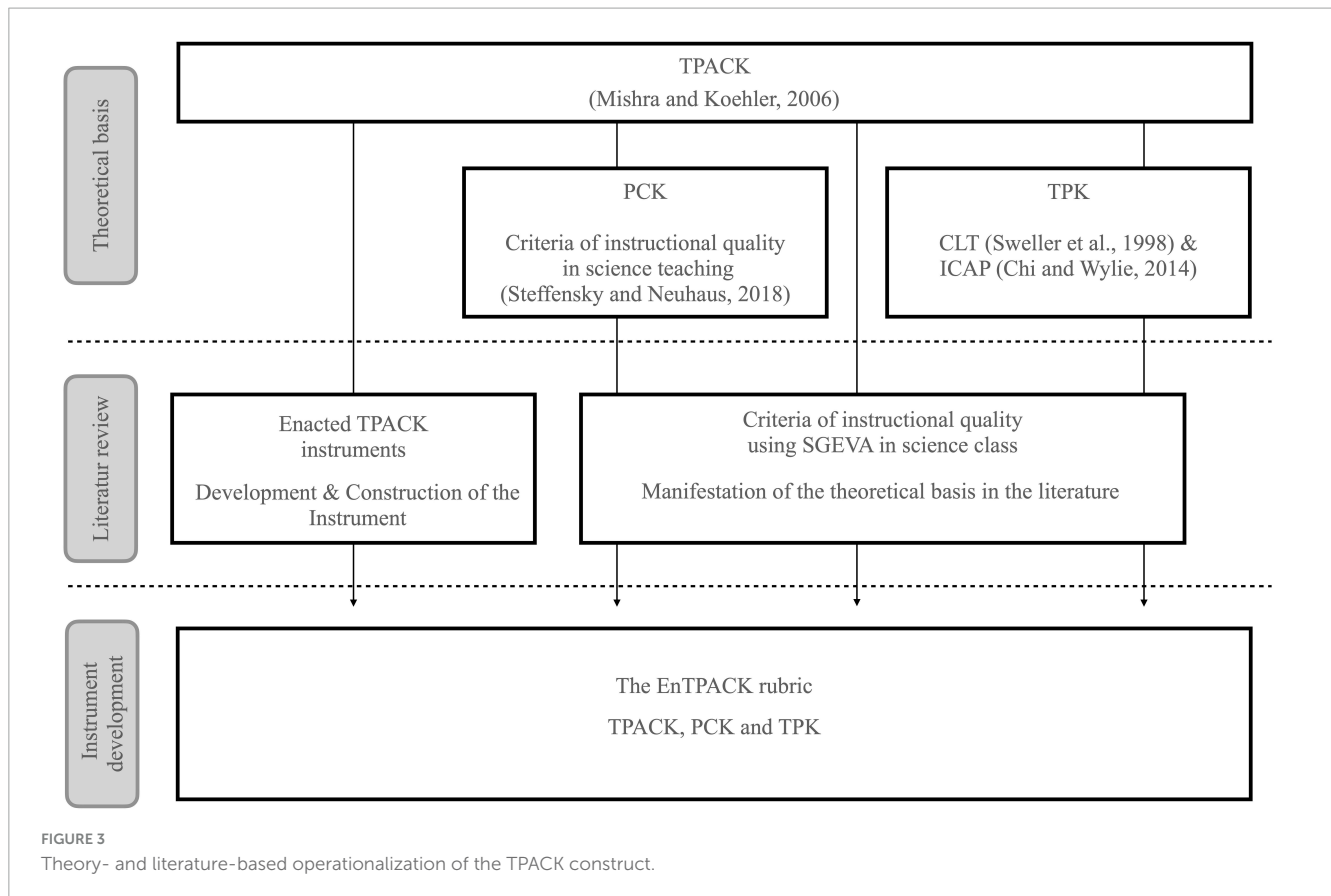 Theoretical basis
TPACK
(Mishra and Koehler, 2006)
PCK
Criteria of instructional quality
in science teaching
(Steffensky and Neuhaus, 2018)
TPK
CLT (Sweller et al., 1998) &
ICAP (Chi and Wylie, 2014)
Literatur review
Enacted TPACK
instruments
Development & Construction of the
Instrument
Criteria of instructional quality
using SGEVA in science class
Manifestation of the theoretical basis in the literature
Instrument
development
The EnTPACK rubric
TPACK, PCK and TPK
FIGURE 3
Theory- and literature-based operationalization of the TPACK construct.